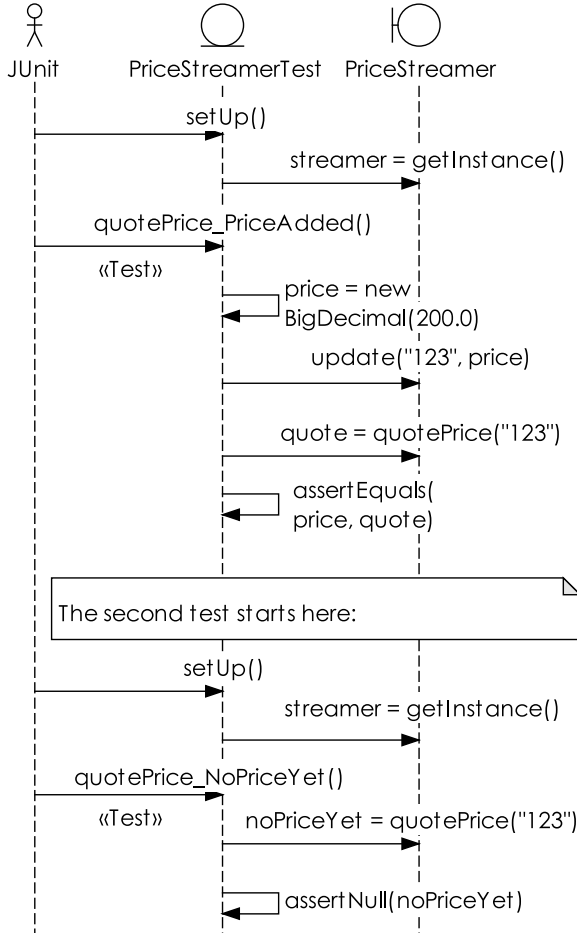 JUnit
PriceStreamerTest
PriceStreamer
setUp()
streamer = getInstance()
quotePrice_PriceAdded()
«Test»
price = new
BigDecimal(200.0)
update("123", price)
quote = quotePrice("123")
assertEquals(
price, quote)
The second test starts here:
setUp()
streamer = getInstance()
quotePrice_NoPriceYet()
«Test»
noPriceYet = quotePrice("123")
assertNull(noPriceYet)